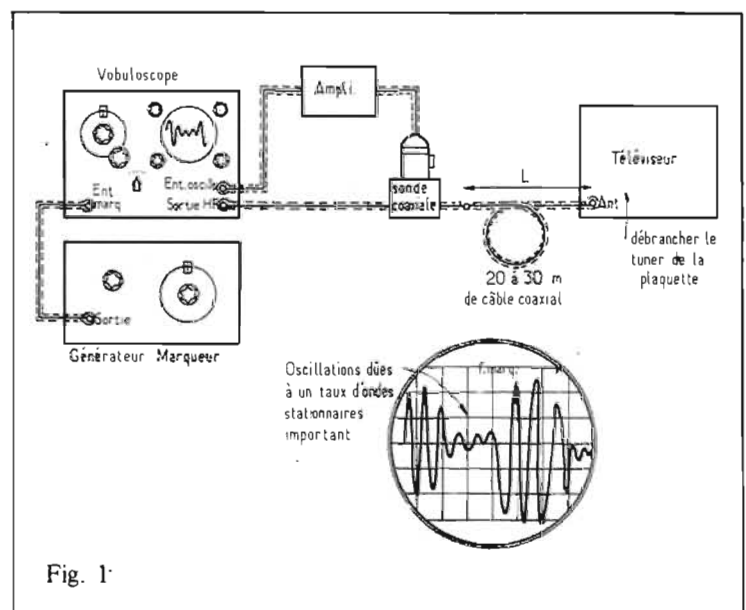 Vobuloscope
Ampli.
Téléviseur
Ent. oscillo
Ent
marq
Sortie HF
sonde
coaxiale
L
Ant
débrancher le
tuner de la
plaquette
20 à 30 m
de câble coaxial
Sortie
Générateur Marqueur
Oscillations dues
à un taux d'ondes
stationnaires
important
f.marq.
Fig. 1